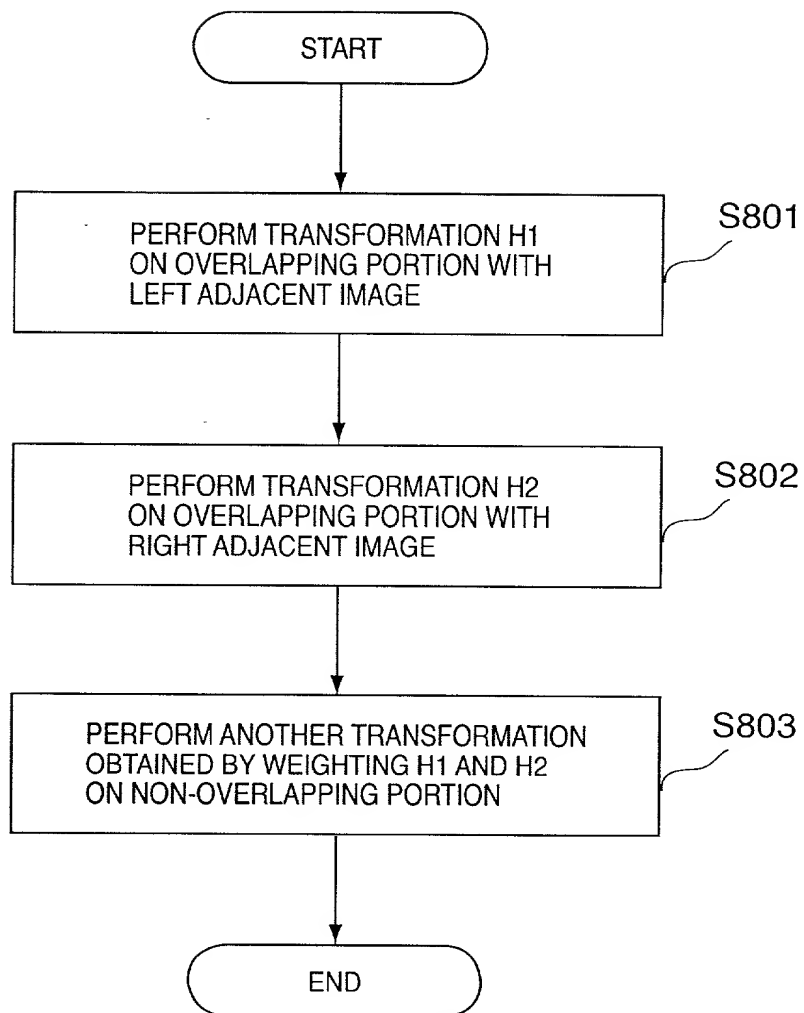 START
PERFORM TRANSFORMATION H1
ON OVERLAPPING PORTION WITH
LEFT ADJACENT IMAGE
S801
PERFORM TRANSFORMATION H2
ON OVERLAPPING PORTION WITH
RIGHT ADJACENT IMAGE
S802
PERFORM ANOTHER TRANSFORMATION
OBTAINED BY WEIGHTING H1 AND H2
ON NON-OVERLAPPING PORTION
S803
END